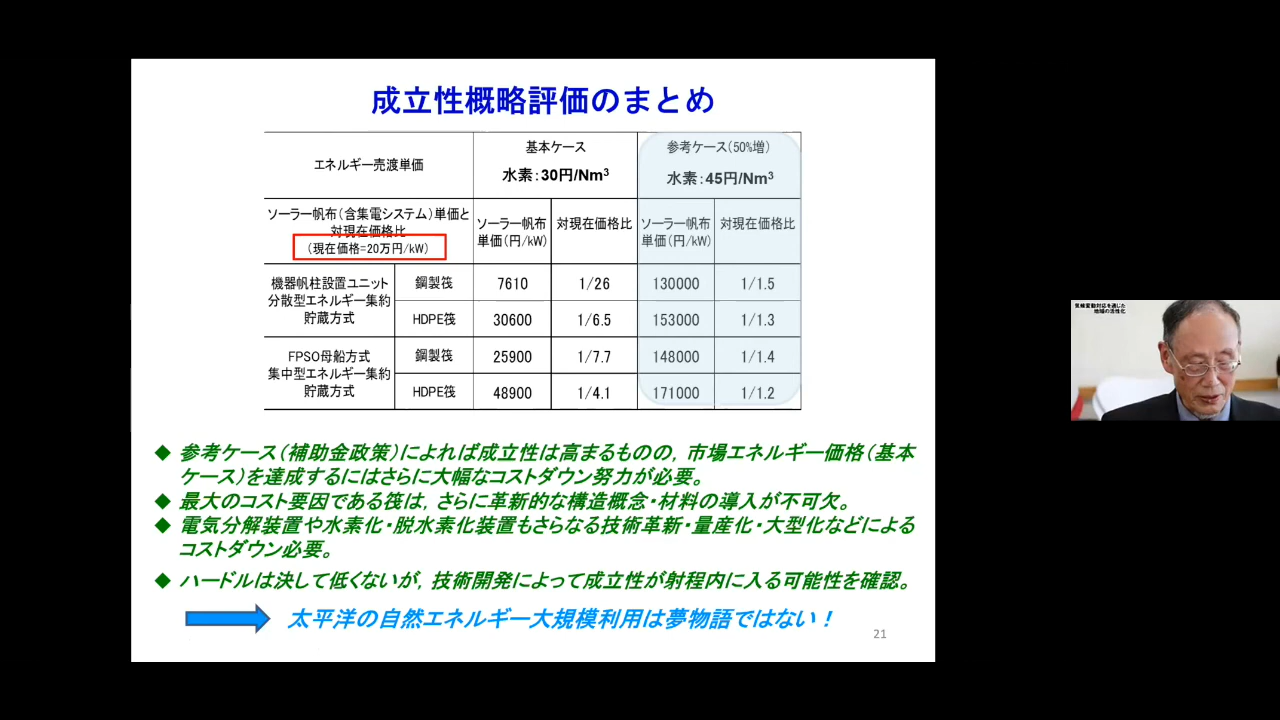 成立性概略評価のまとめ
エネルギー売渡単価
基本ケース
水素：30円/Nm³
参考ケース（50%増）
水素：45円/Nm³
ソーラー帆布（含集電システム）単価と
対現在価格比
（現在価格=20万円/kW）
ソーラー帆布
単価（円/kW）
対現在価格比
ソーラー帆布
単価（円/kW）
対現在価格比
機器帆柱設置ユニット
分散型エネルギー集約
貯蔵方式
鋼製筏 7610 1/26 130000 1/1.5
HDPE筏 30600 1/6.5 153000 1/1.3
FPSO母船方式
集中型エネルギー集約
貯蔵方式
鋼製筏 25900 1/7.7 148000 1/1.4
HDPE筏 48900 1/4.1 171000 1/1.2
◆ 参考ケース（補助金政策）によれば成立性は高まるものの，市場エネルギー価格（基本
ケース）を達成するにはさらに大幅なコストダウン努力が必要。
◆ 最大のコスト要因である筏は，さらに革新的な構造概念・材料の導入が不可欠。
◆ 電気分解装置や水素化・脱水素化装置もさらなる技術革新・量産化・大型化などによる
コストダウン必要。
◆ ハードルは決して低くないが，技術開発によって成立性が射程内に入る可能性を確認。
太平洋の自然エネルギー大規模利用は夢物語ではない！
21
気候変動対応を通じた
地域の活性化